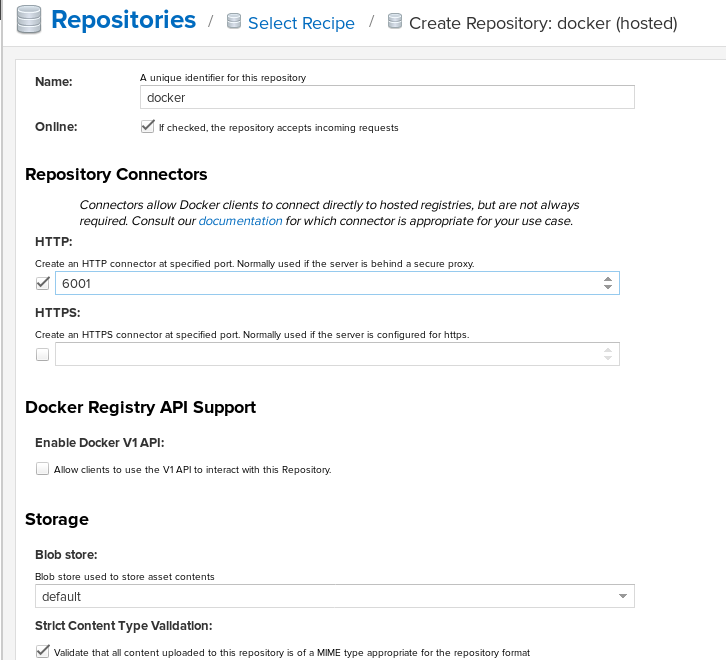 Repositories / Select Recipe / Create Repository: docker (hosted)
Name:
A unique identifier for this repository
docker
Online:
If checked, the repository accepts incoming requests
Repository Connectors
Connectors allow Docker clients to connect directly to hosted registries, but are not always
required. Consult our documentation for which connector is appropriate for your use case.
HTTP:
Create an HTTP connector at specified port. Normally used if the server is behind a secure proxy.
6001
HTTPS:
Create an HTTPS connector at specified port. Normally used if the server is configured for https.
Docker Registry API Support
Enable Docker V1 API:
Allow clients to use the V1 API to interact with this Repository.
Storage
Blob store:
Blob store used to store asset contents
default
Strict Content Type Validation:
Validate that all content uploaded to this repository is of a MIME type appropriate for the repository format